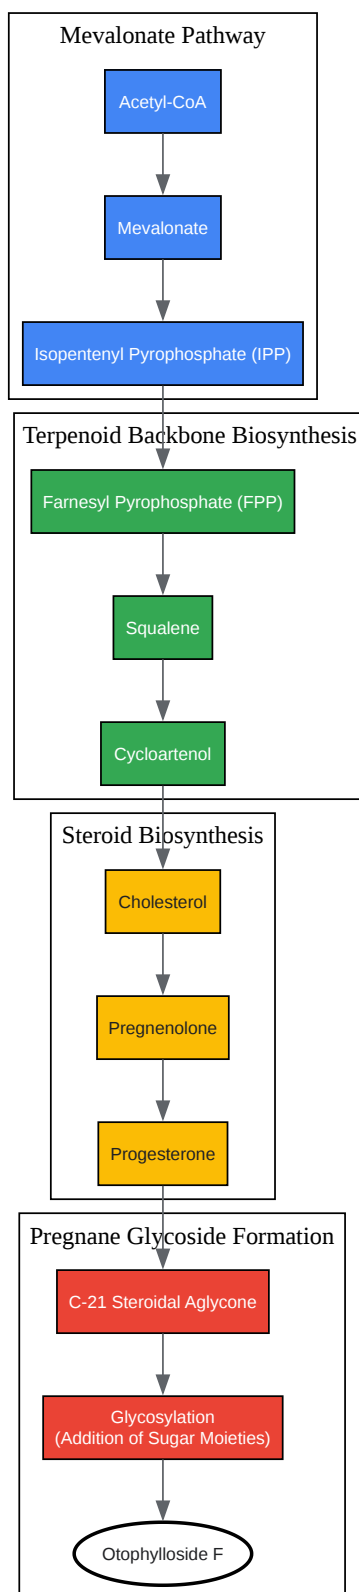 Mevalonate Pathway
Acetyl-CoA
Mevalonate
Isopentenyl Pyrophosphate (IPP)
Terpenoid Backbone Biosynthesis
Farnesyl Pyrophosphate (FPP)
Squalene
Cycloartenol
Steroid Biosynthesis
Cholesterol
Pregnenolone
Progesterone
Pregnane Glycoside Formation
C-21 Steroidal Aglycone
Glycosylation
(Addition of Sugar Moieties)
Otophylloside F